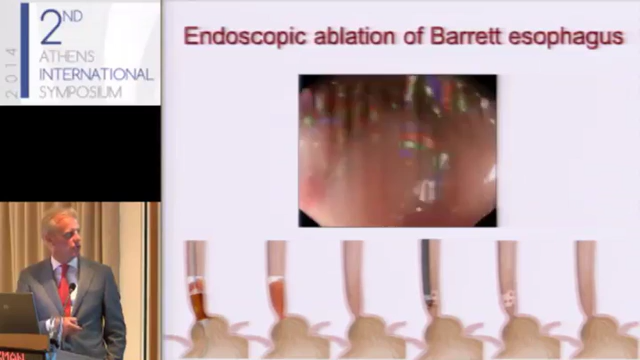 2ND
ATHENS
INTERNATIONAL
SYMPOSIUM
2014
Endoscopic ablation of Barrett esophagus